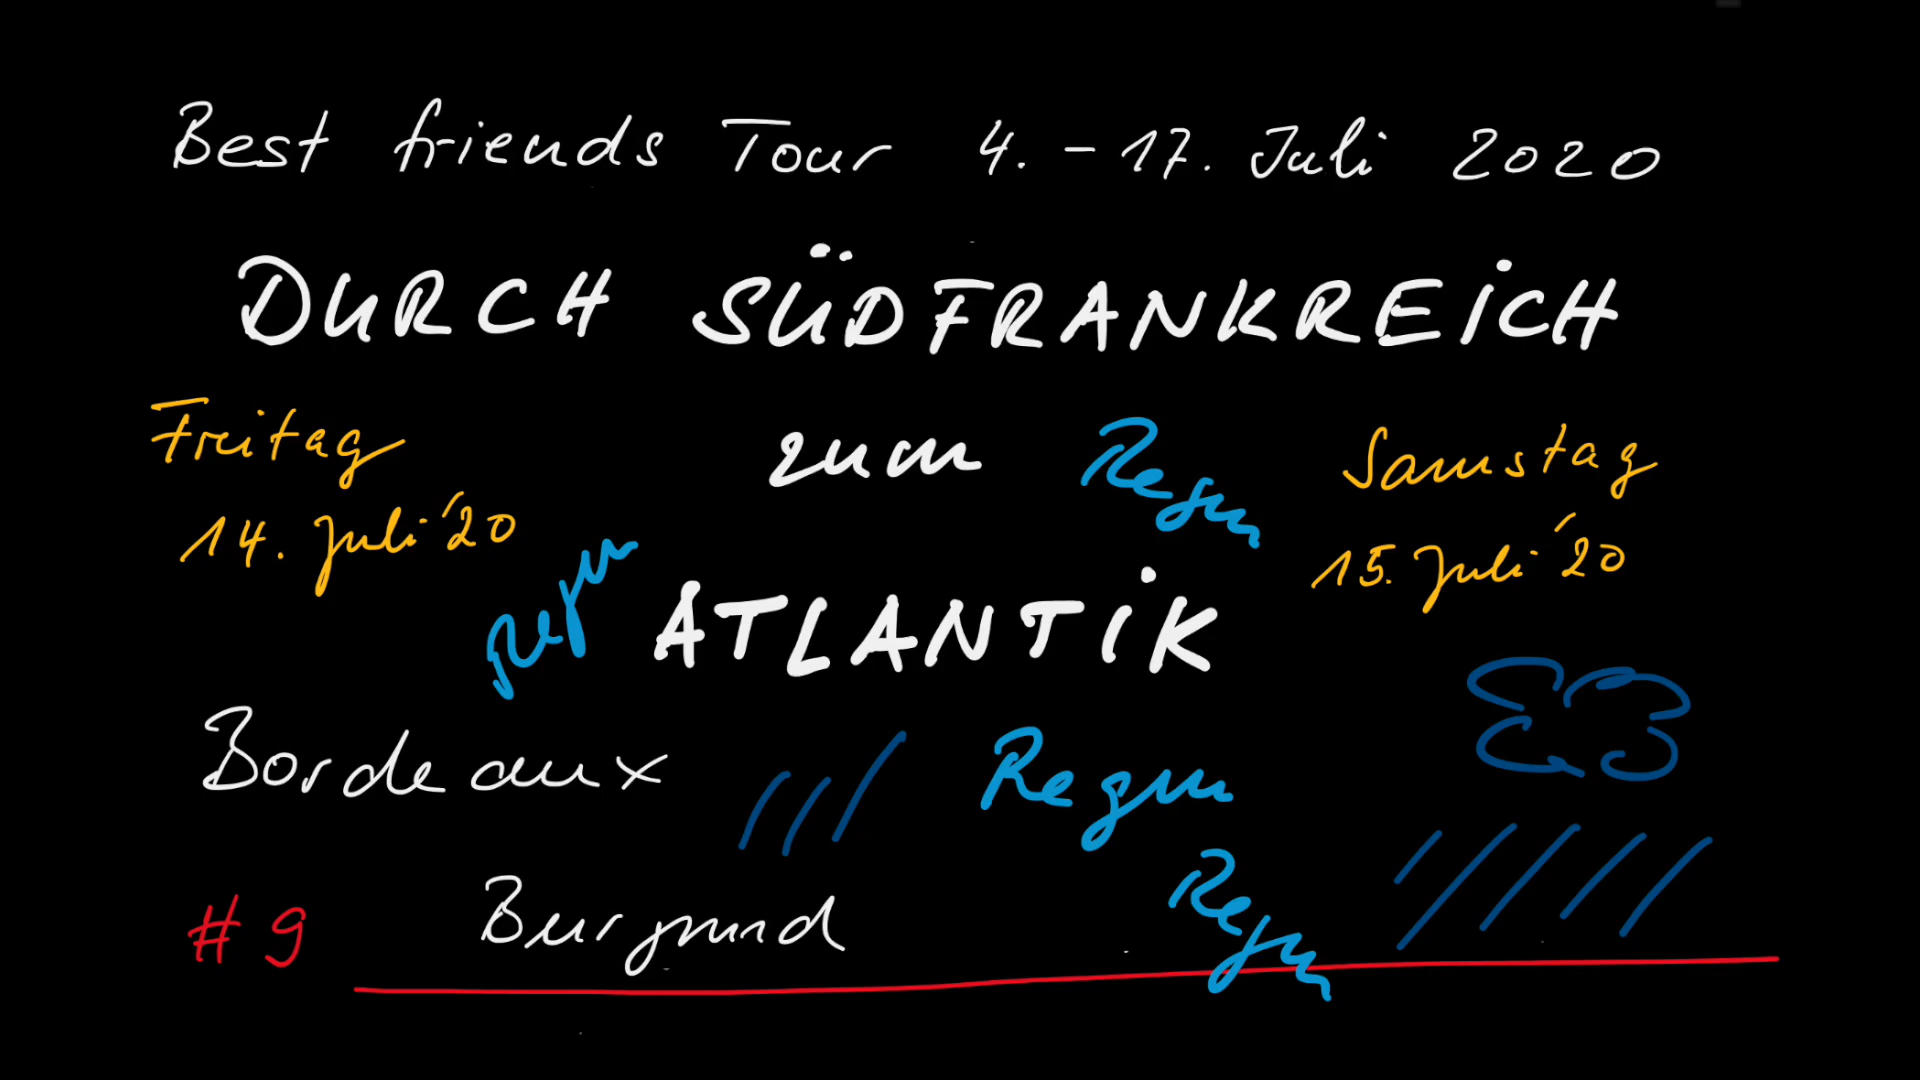 Best friends Tour 4. - 17. Juli 2020
DURCH SÜDFRANKREICH
Freitag
14. Juli '20
zum
Regen
Samstag
15. Juli '20
Regen
ATLANTIK
Bordeaux
Regen
Regen
# 9
Burgund